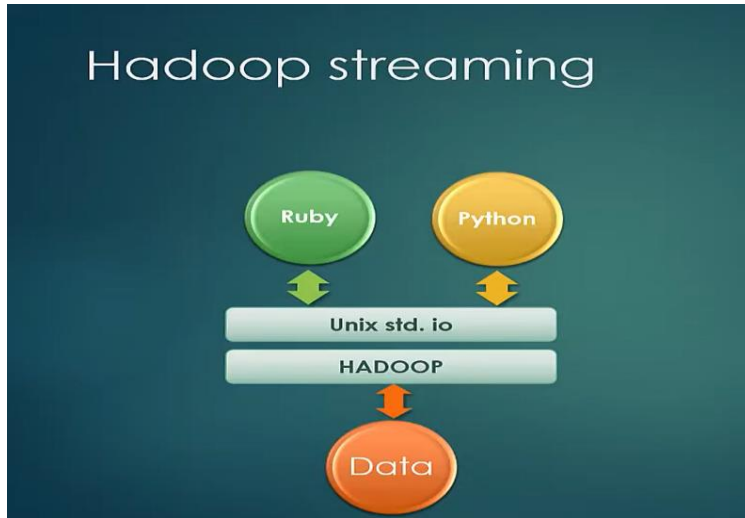 Hadoop streaming
Ruby
Python
Unix std. io
HADOOP
Data